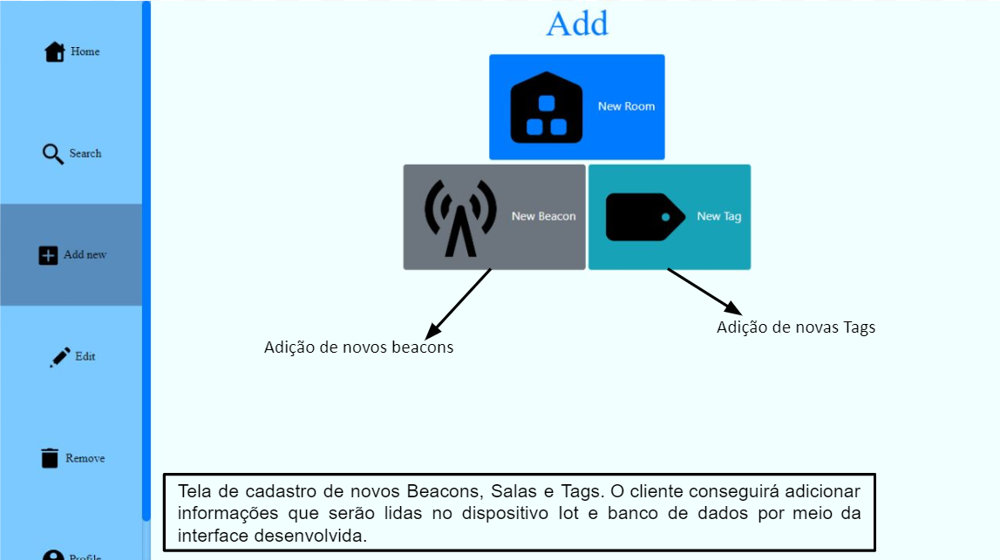 Home
Search
Add new
Edit
Remove
Profile
Add
New Room
New Beacon
New Tag
Adição de novos beacons
Adição de novas Tags
Tela de cadastro de novos Beacons, Salas e Tags. O cliente conseguirá adicionar
informações que serão lidas no dispositivo Iot e banco de dados por meio da
interface desenvolvida.